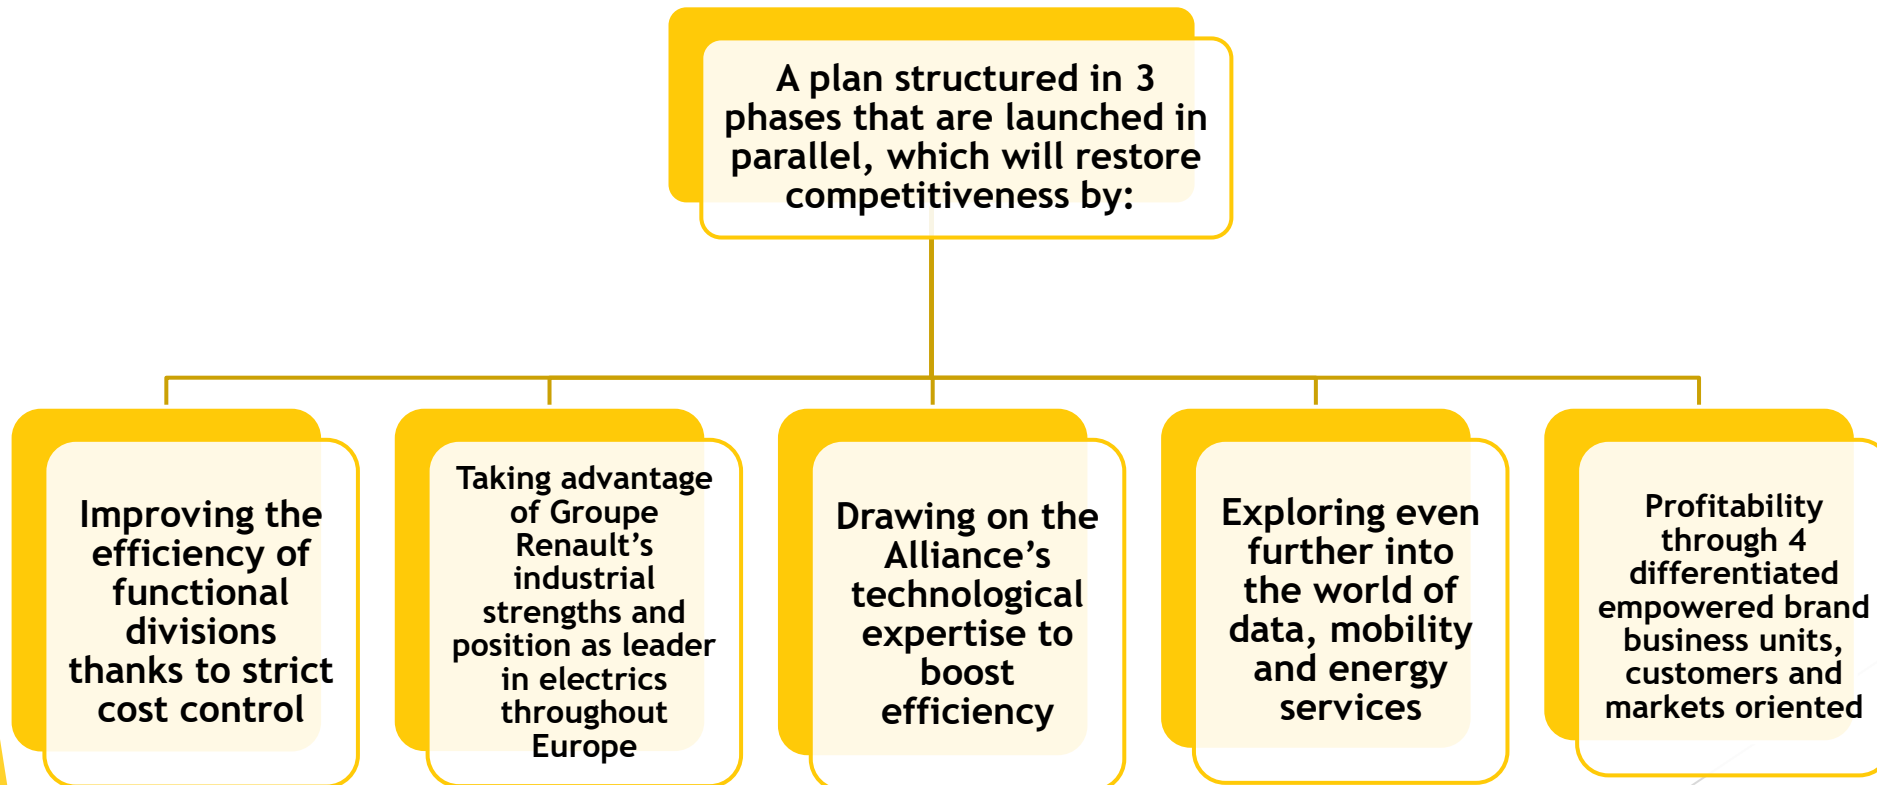 A plan structured in 3
phases that are launched in
parallel, which will restore
competitiveness by:
Improving the
efficiency of
functional
divisions
thanks to strict
cost control
Taking advantage
of Groupe
Renault’s
industrial
strengths and
position as leader
in electrics
throughout
Europe
Drawing on the
Alliance’s
technological
expertise to
boost
efficiency
Exploring even
further into
the world of
data, mobility
and energy
services
Profitability
through 4
differentiated
empowered brand
business units,
customers and
markets oriented